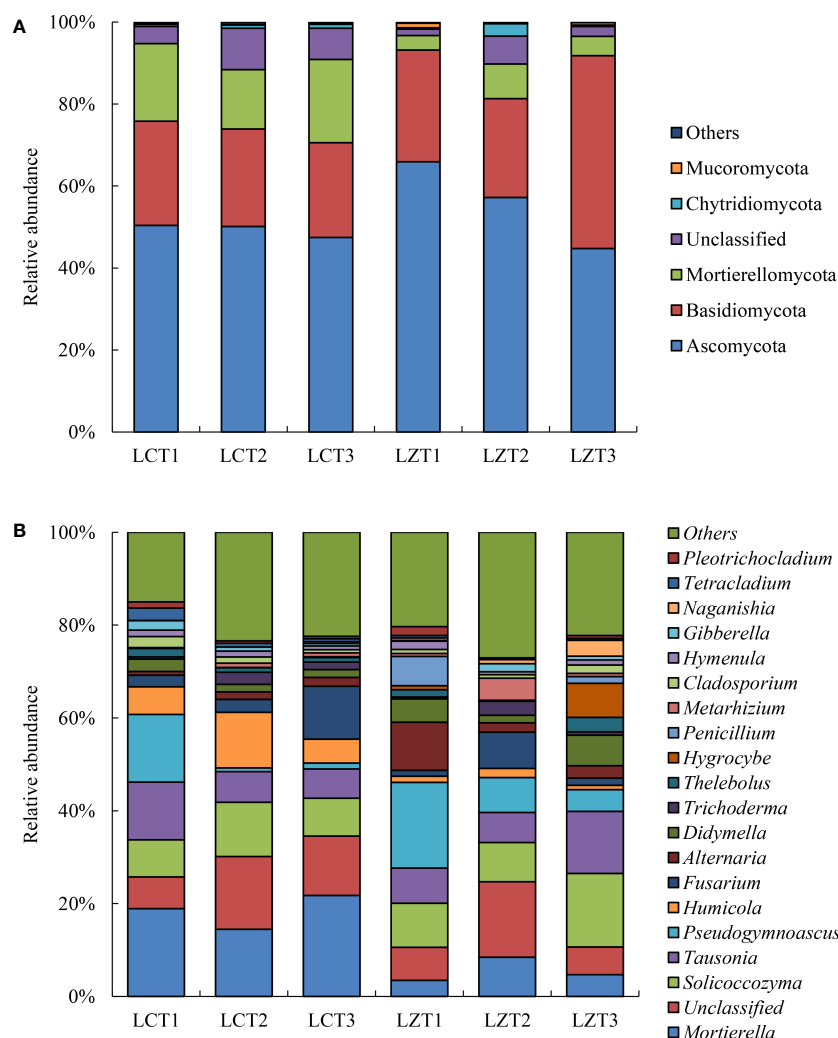 A
100%
80%
60%
40%
20%
0%
Relative abundance
LCT1 LCT2 LCT3 LZT1 LZT2 LZT3
Others
Mucoromycota
Chytridiomycota
Unclassified
Mortierellomycota
Basidiomycota
Ascomycota
B
100%
80%
60%
40%
20%
0%
Relative abundance
LCT1 LCT2 LCT3 LZT1 LZT2 LZT3
Others
Pleotrichocladium
Tetracladium
Naganishia
Gibberella
Hymenula
Cladosporium
Metarhizium
Penicillium
Hygrocybe
Thelebolus
Trichoderma
Didymella
Alternaria
Fusarium
Humicola
Pseudogymnoascus
Tausonia
Solicoccozyma
Unclassified
Mortierella